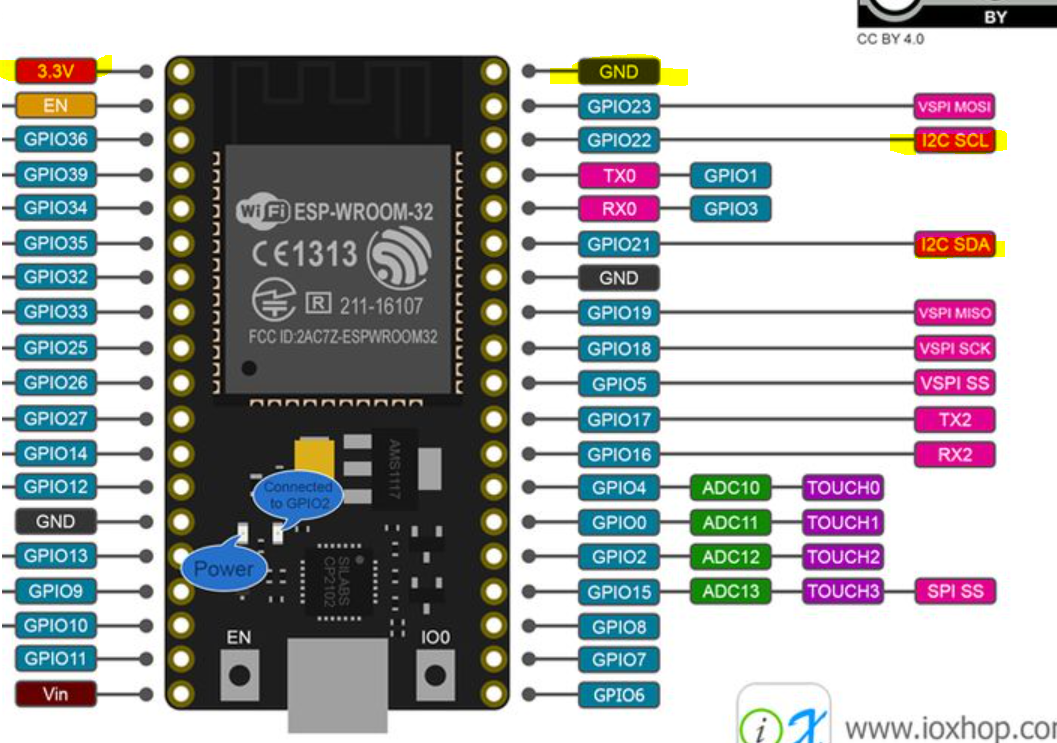 BY
CC BY 4.0
3.3V
EN
GPIO36
GPIO39
GPIO34
GPIO35
GPIO32
GPIO33
GPIO25
GPIO26
GPIO27
GPIO14
GPIO12
GND
GPIO13
GPIO9
GPIO10
GPIO11
Vin
WiFi ESP-WROOM-32
CE1313
R 211-16107
FCC ID:2AC7Z-ESPWROOM32
AMS1117
Connected
to GPIO2
Power
SILABS
CP2102
EN
IO0
GND
GPIO23 VSPI MOSI
GPIO22 I2C SCL
TX0 GPIO1
RX0 GPIO3
GPIO21 I2C SDA
GND
GPIO19 VSPI MISO
GPIO18 VSPI SCK
GPIO5 VSPI SS
GPIO17 TX2
GPIO16 RX2
GPIO4 ADC10 TOUCH0
GPIO0 ADC11 TOUCH1
GPIO2 ADC12 TOUCH2
GPIO15 ADC13 TOUCH3 SPI SS
GPIO8
GPIO7
GPIO6
iX www.ioxhop.com